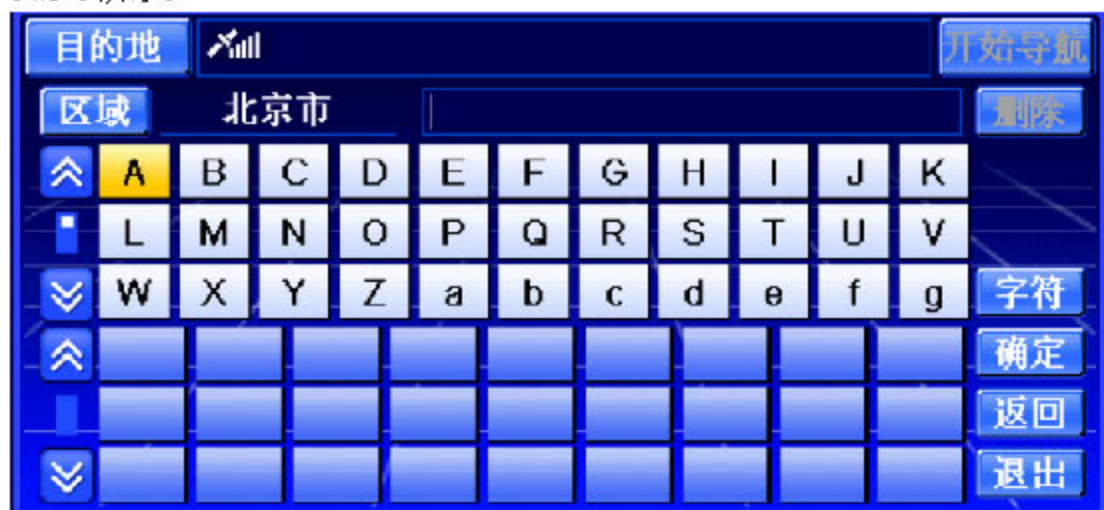 目的地 开始导航
区域 北京市 删除
A B C D E F G H I J K
L M N O P Q R S T U V
W X Y Z a b c d e f g 字符
确定
返回
退出